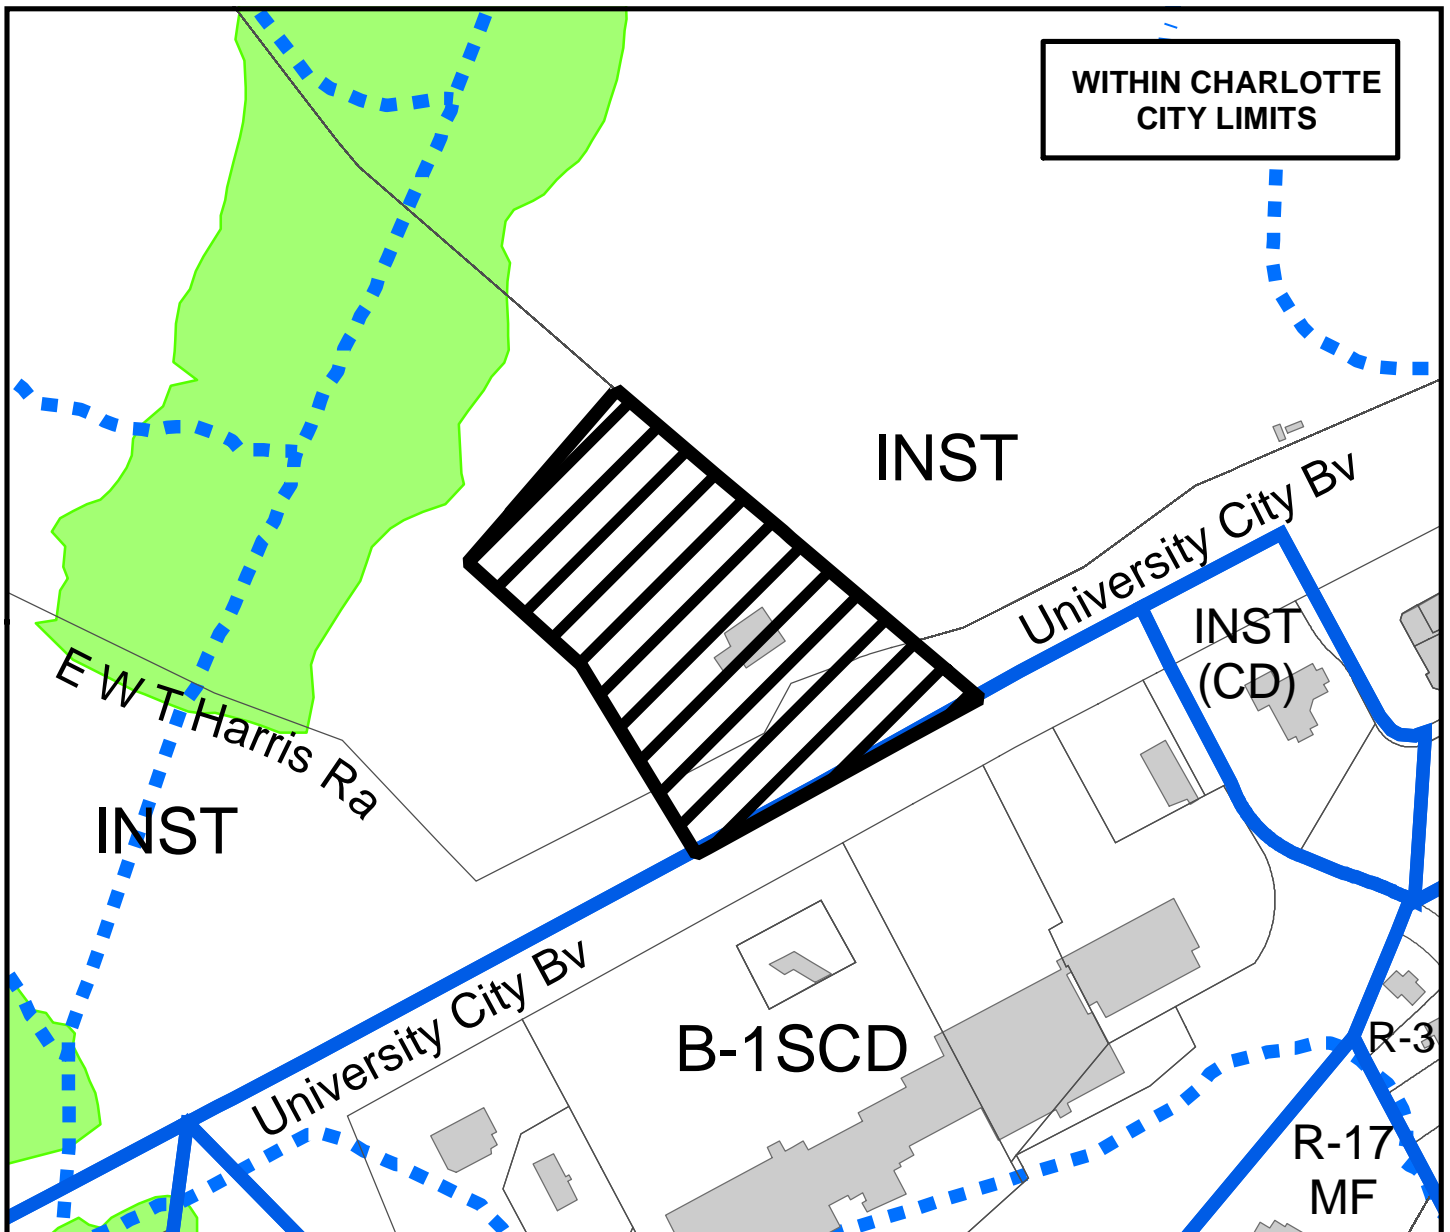 WITHIN CHARLOTTE
CITY LIMITS
INST
University City Bv
INST
(CD)
E W T Harris Ra
INST
University City Bv
B-1SCD
R-3
R-17
MF